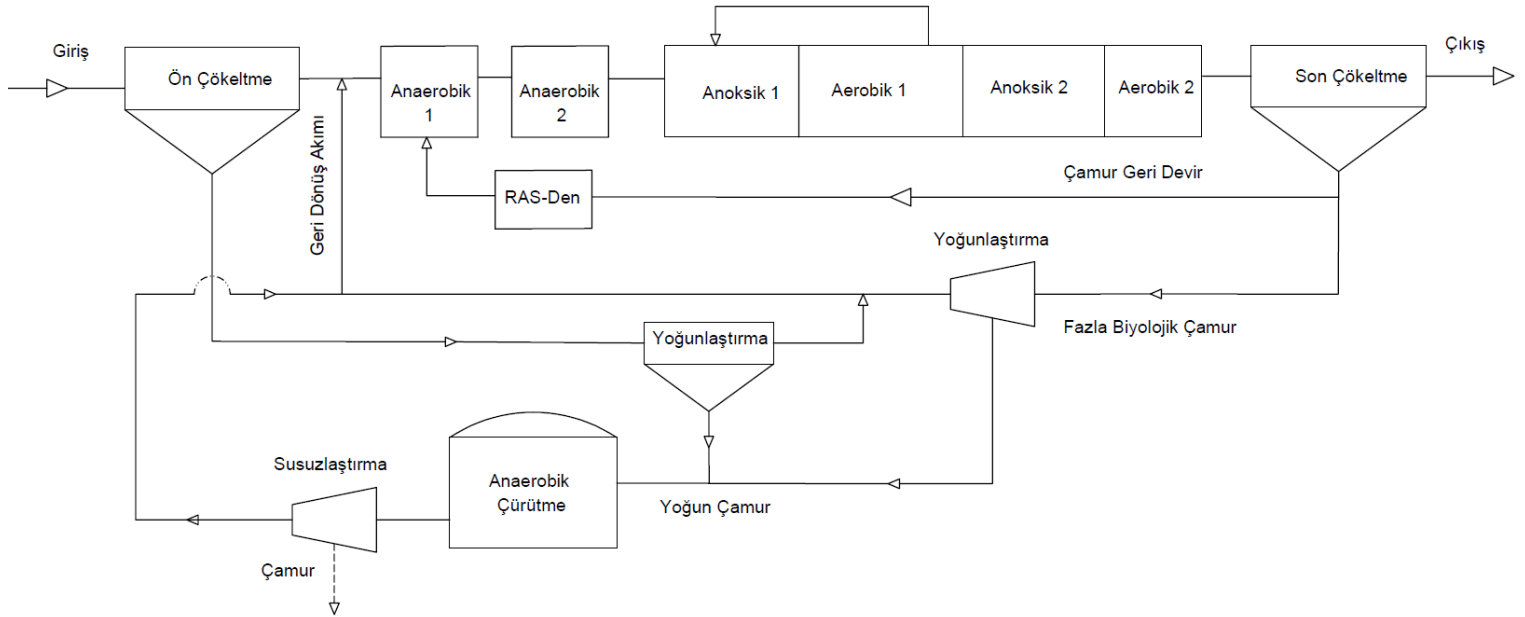 Giriş
Ön Çökeltme
Anaerobik
1
Anaerobik
2
Anoksik 1
Aerobik 1
Anoksik 2
Aerobik 2
Son Çökeltme
Çıkış
Geri Dönüş Akımı
RAS-Den
Çamur Geri Devir
Yoğunlaştırma
Fazla Biyolojik Çamur
Yoğunlaştırma
Susuzlaştırma
Anaerobik
Çürütme
Yoğun Çamur
Çamur